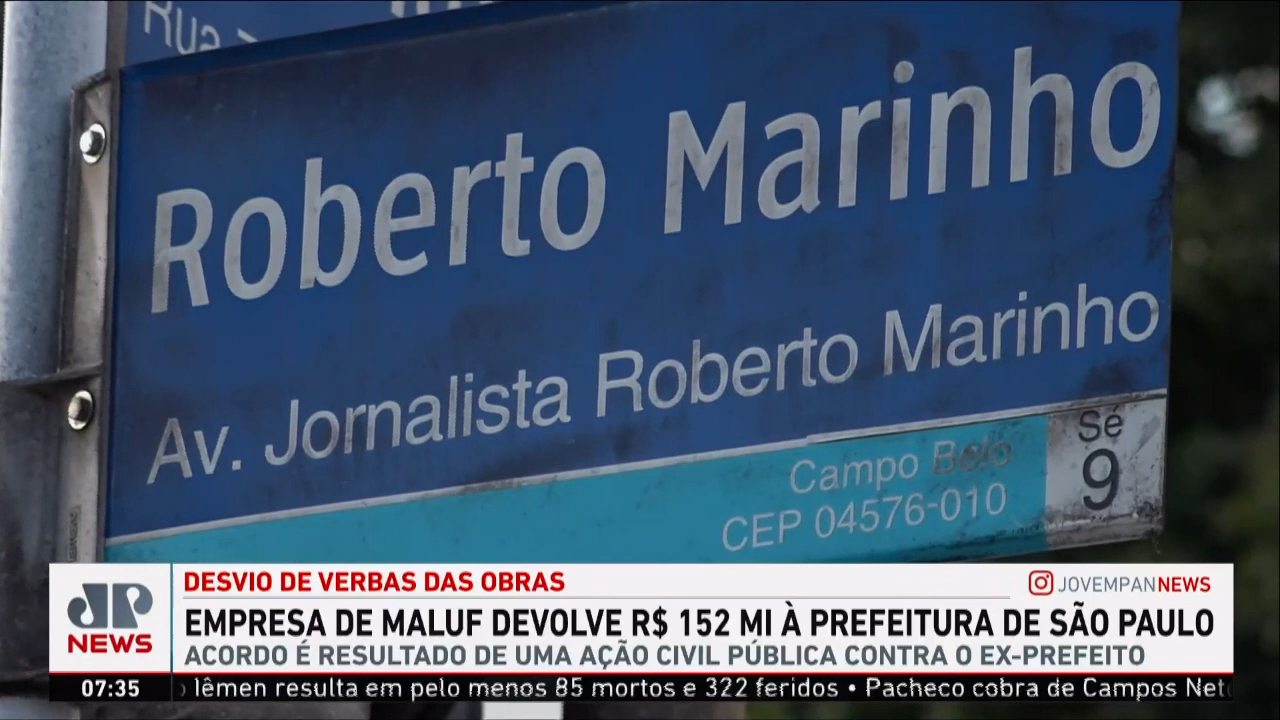 Rua
Roberto Marinho
Av. Jornalista Roberto Marinho
Campo Belo
CEP 04576-010
Sé
9
DESVIO DE VERBAS DAS OBRAS
JOVEMPANNEWS
JP
NEWS
EMPRESA DE MALUF DEVOLVE R$ 152 MI À PREFEITURA DE SÃO PAULO
ACORDO É RESULTADO DE UMA AÇÃO CIVIL PÚBLICA CONTRA O EX-PREFEITO
07:35
Iêmen resulta em pelo menos 85 mortos e 322 feridos • Pacheco cobra de Campos